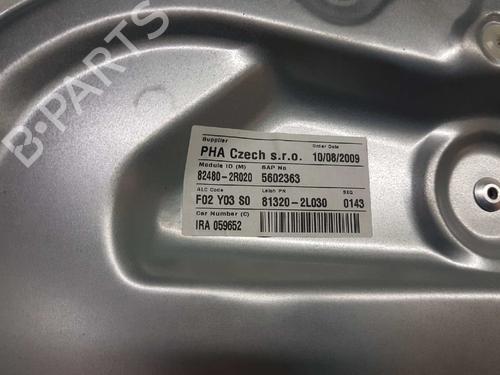 Supplier Order Date
PHA Czech s.r.o. 10/08/2009
Module ID (M) SAP No
82480-2R020 5602363
ALC Code Latch PN SEQ
F02 Y03 S0 81320-2L030 0143
Car Number (C)
IRA 059652
B-PARTS